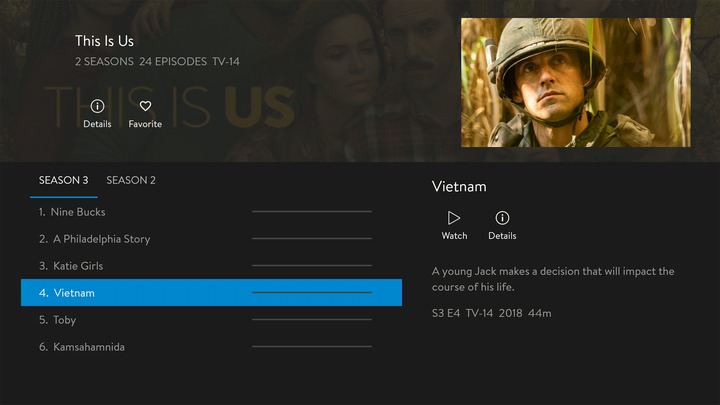 This Is Us
2 SEASONS 24 EPISODES TV-14
THIS IS US
Details
Favorite
SEASON 3 SEASON 2
1. Nine Bucks
2. A Philadelphia Story
3. Katie Girls
4. Vietnam
5. Toby
6. Kamsahamnida
Vietnam
Watch
Details
A young Jack makes a decision that will impact the
course of his life.
S3 E4 TV-14 2018 44m